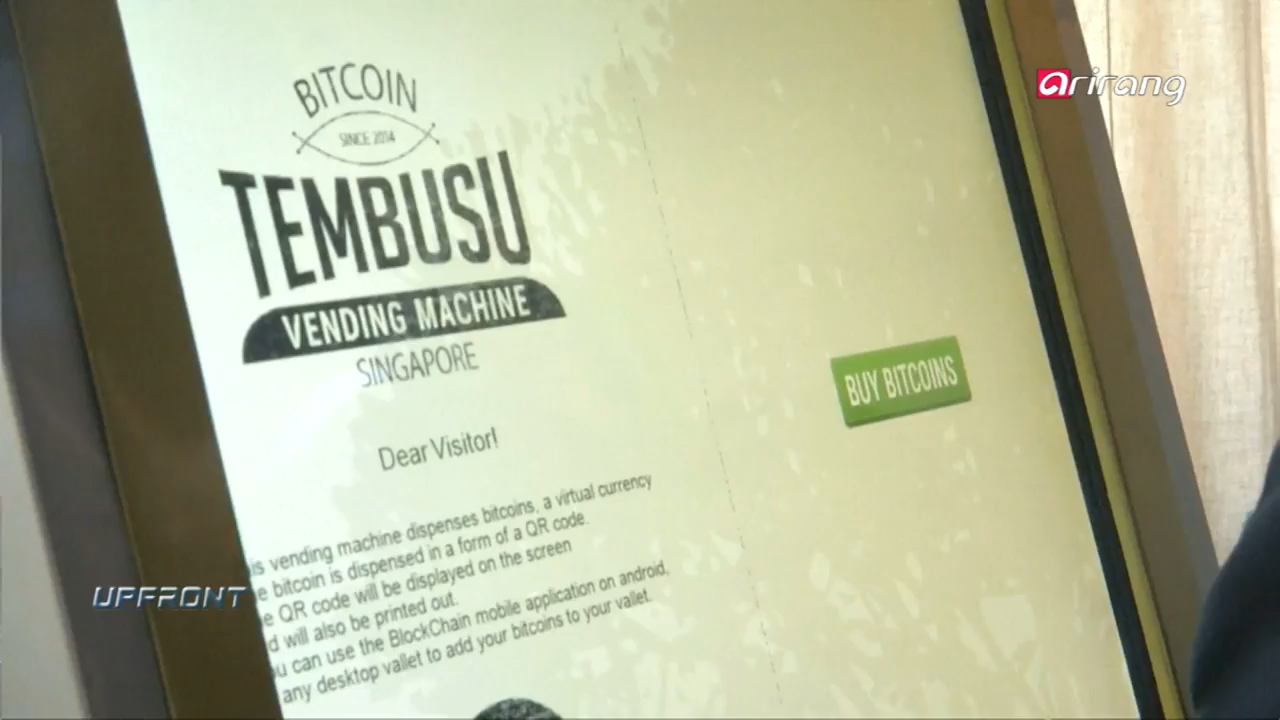 arirang
BITCOIN
SINCE 2014
TEMBUSU
VENDING MACHINE
SINGAPORE
BUY BITCOINS
Dear Visitor!
is vending machine dispenses bitcoins, a virtual currency
e bitcoin is dispensed in a form of a QR code.
e QR code will be displayed on the screen
d will also be printed out.
u can use the BlockChain mobile application on android,
any desktop vallet to add your bitcoins to your vallet.
UPFRONT